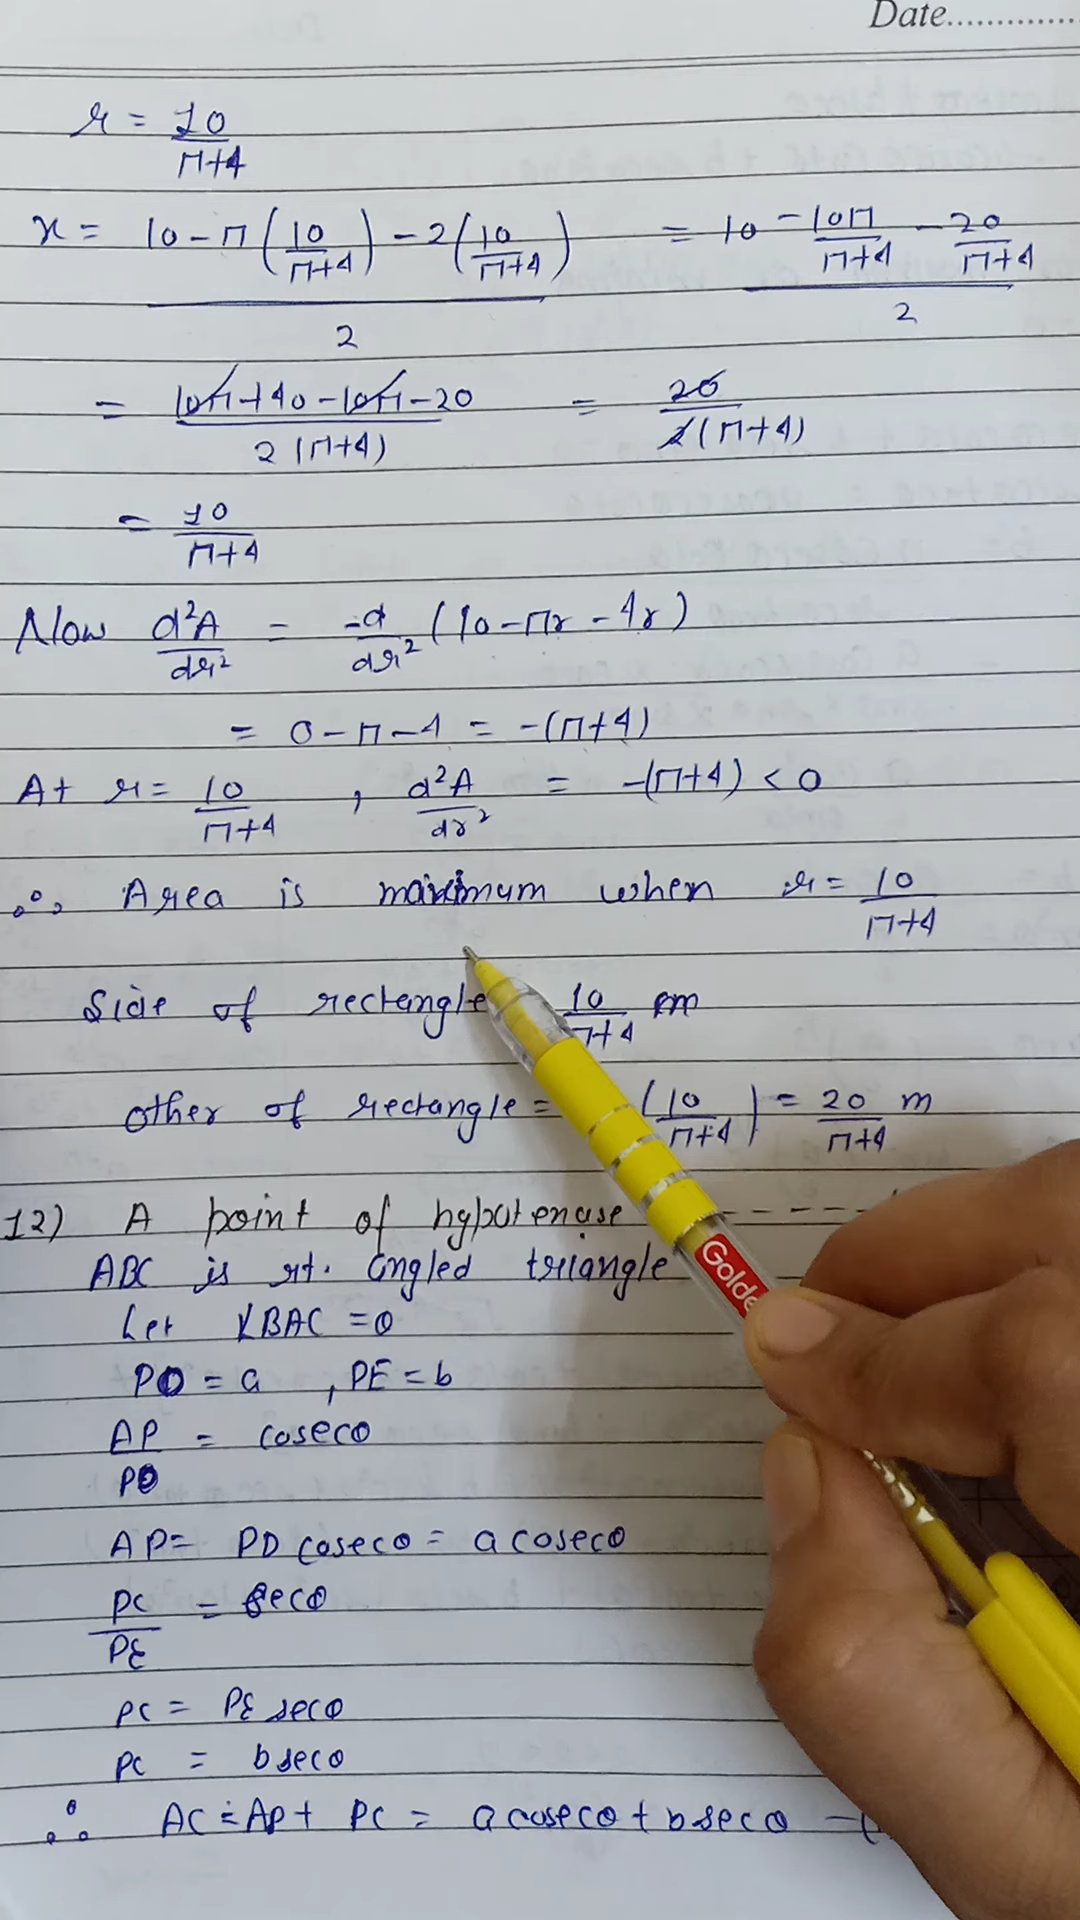 Date..............
r = 10/(π+4)
x = (10 - π(10/(π+4)) - 2(10/(π+4)))/2 = (10 - 10π/(π+4) - 20/(π+4))/2
= (10π+40-10π-20)/(2(π+4)) = 20/(2(π+4))
= 10/(π+4)
Now d²A/dr² = d/dr² (10-πr-4r)
= 0-π-4 = -(π+4)
At r = 10/(π+4) , d²A/dr² = -(π+4) < 0
∴ Area is maximum when r = 10/(π+4)
Side of rectangle 10/(π+4) m
other of rectangle = (10/(π+4)) = 20/(π+4) m
12) A point of hypotenase - - - -
ABC is rt. angled triangle
Let ∠BAC = θ
PD = a , PE = b
AP/PD = cosecθ
AP = PD cosecθ = a cosecθ
PC/PE = secθ
PC = PE secθ
PC = b secθ
∴ AC = AP + PC = a cosecθ + b secθ -(
Golde